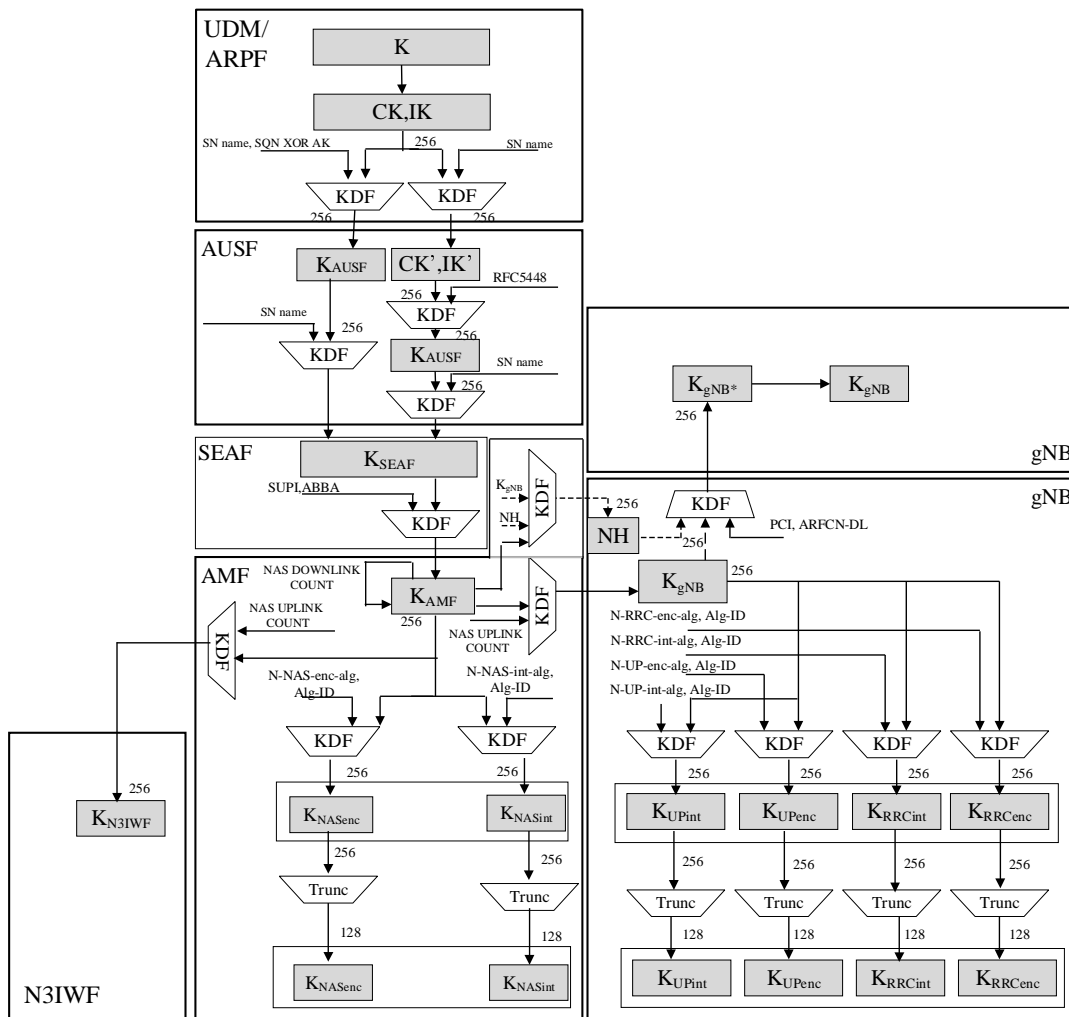 UDM/
ARPF
K
CK,IK
SN name, SQN XOR AK
256
SN name
KDF
KDF
256
256
AUSF
KAUSF
CK',IK'
RFC5448
256
KDF
SN name
256
256
KDF
KAUSF
SN name
256
KDF
KgNB*
KgNB
256
gNB
SEAF
KSEAF
SUPI,ABBA
KDF
KgNB
NH
KDF
256
NH
gNB
KDF
256
PCI, ARFCN-DL
AMF
NAS DOWNLINK
COUNT
KAMF
256
KDF
NAS UPLINK
COUNT
KgNB
256
NAS UPLINK
COUNT
KDF
N-NAS-enc-alg,
Alg-ID
N-NAS-int-alg,
Alg-ID
N-RRC-enc-alg, Alg-ID
N-RRC-int-alg, Alg-ID
N-UP-enc-alg, Alg-ID
N-UP-int-alg, Alg-ID
KDF
KDF
KDF
KDF
KDF
KDF
256
256
256
256
256
256
256
KN3IWF
KNASenc
KNASint
KUPint
KUPenc
KRRCint
KRRCenc
256
256
256
256
256
256
Trunc
Trunc
Trunc
Trunc
Trunc
Trunc
128
128
128
128
128
128
KNASenc
KNASint
KUPint
KUPenc
KRRCint
KRRCenc
N3IWF